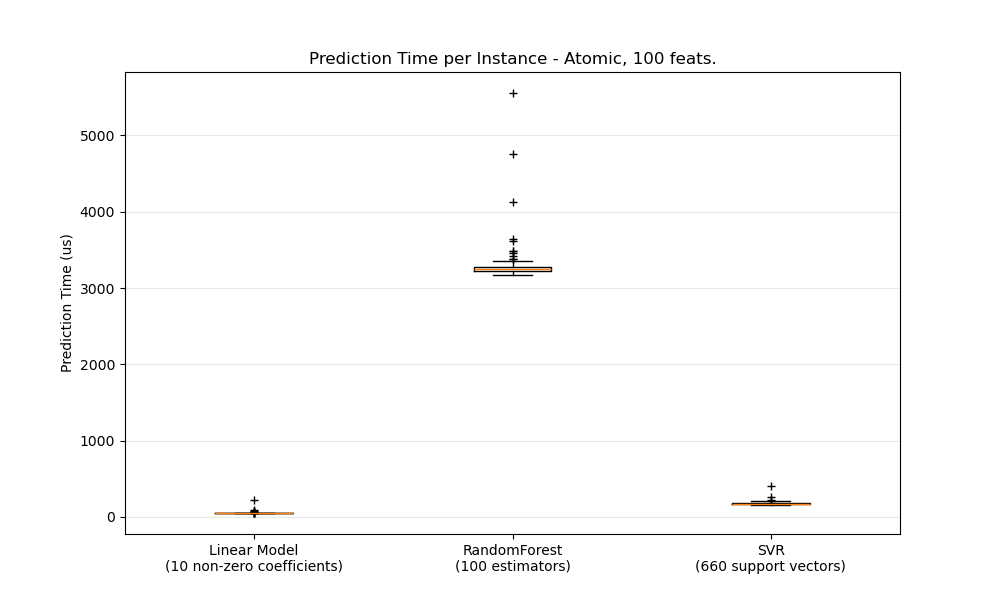 Prediction Time per Instance - Atomic, 100 feats.
Prediction Time (us)
5000
4000
3000
2000
1000
0
Linear Model
(10 non-zero coefficients)
RandomForest
(100 estimators)
SVR
(660 support vectors)